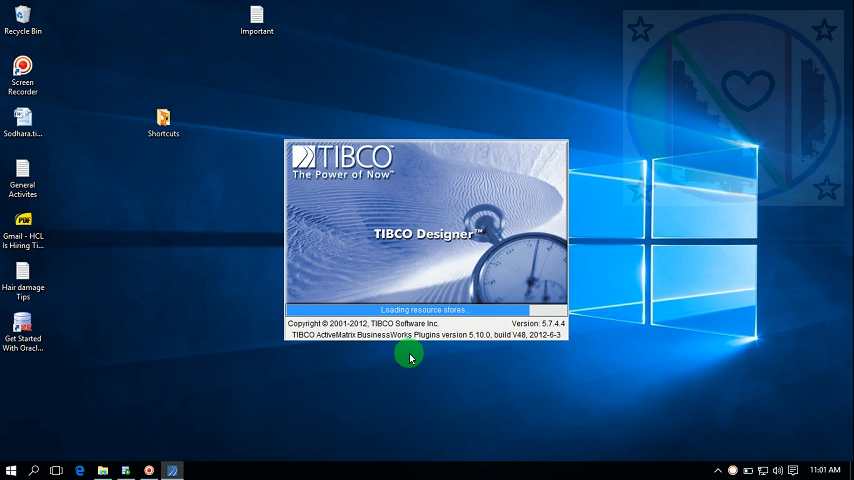 Recycle Bin
Important
Screen
Recorder
Sodhara.ti...
Shortcuts
General
Activites
PDF
Gmail - HCL
Is Hiring Ti...
Hair damage
Tips
Get Started
With Oracl...
TIBCO™
The Power of Now™
TIBCO Designer™
Loading resource stores...
Copyright © 2001-2012, TIBCO Software Inc.
Version: 5.7.4.4
TIBCO ActiveMatrix BusinessWorks Plugins version 5.10.0, build V48, 2012-6-3
11:01 AM